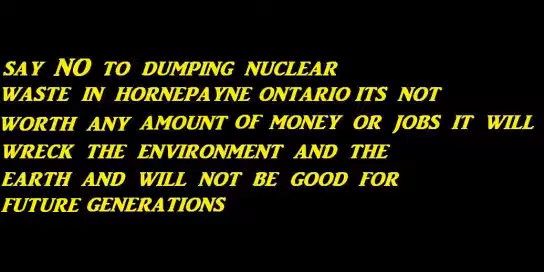 SAY NO TO DUMPING NUCLEAR
WASTE IN HORNEPAYNE ONTARIO ITS NOT
WORTH ANY AMOUNT OF MONEY OR JOBS IT WILL
WRECK THE ENVIRONMENT AND THE
EARTH AND WILL NOT BE GOOD FOR
FUTURE GENERATIONS